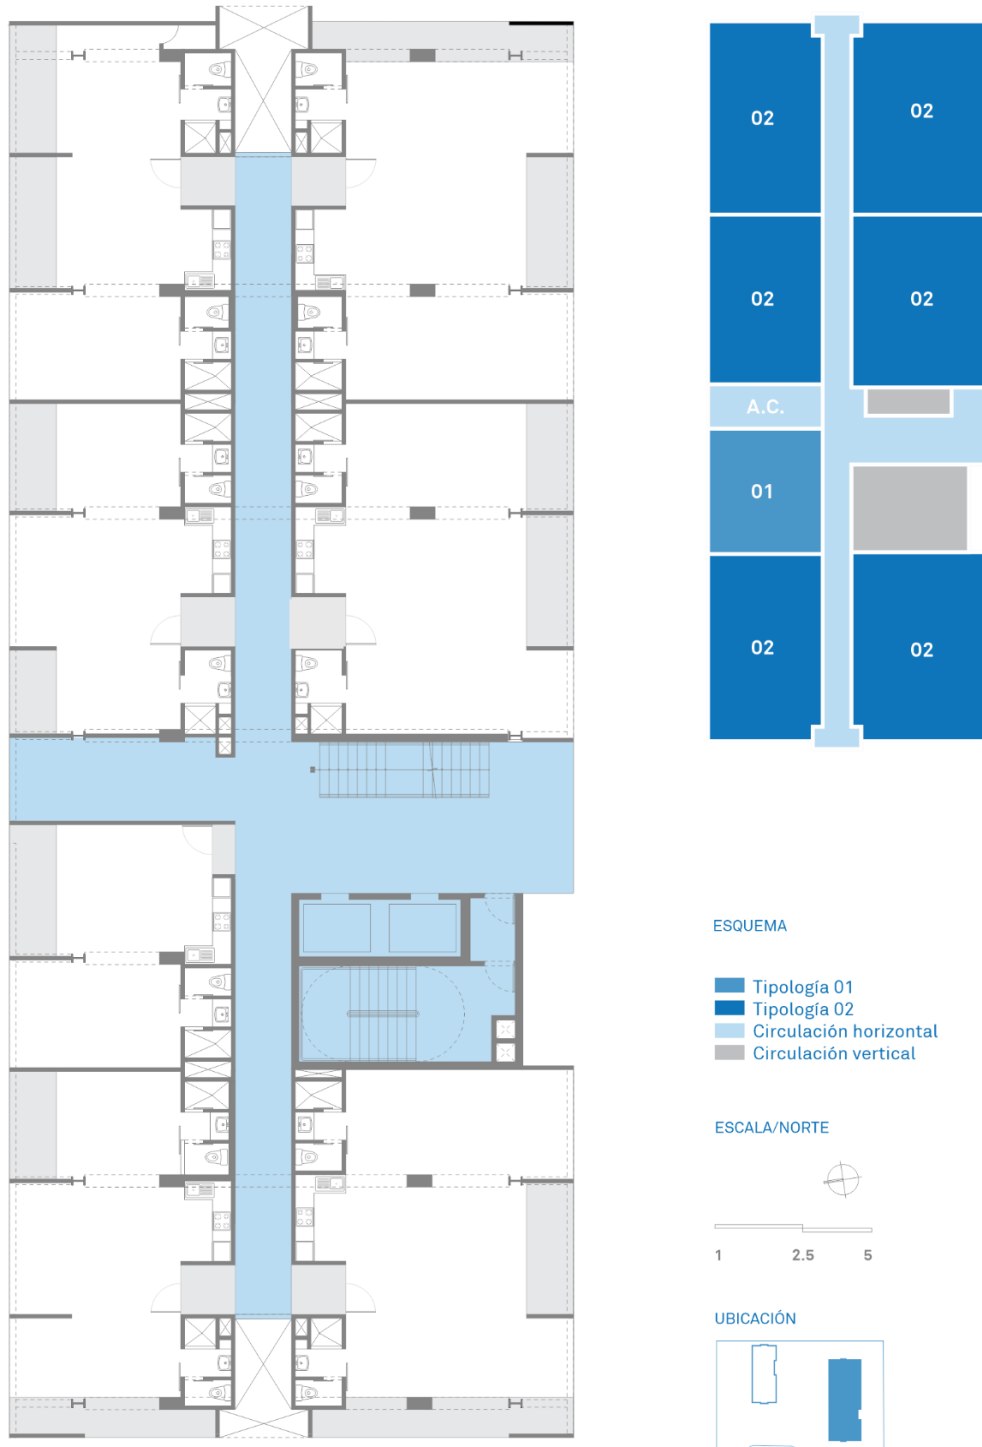 02
02
02
02
A.C.
01
02
02
ESQUEMA
Tipología 01
Tipología 02
Circulación horizontal
Circulación vertical
ESCALA/NORTE
1 2.5 5
UBICACIÓN